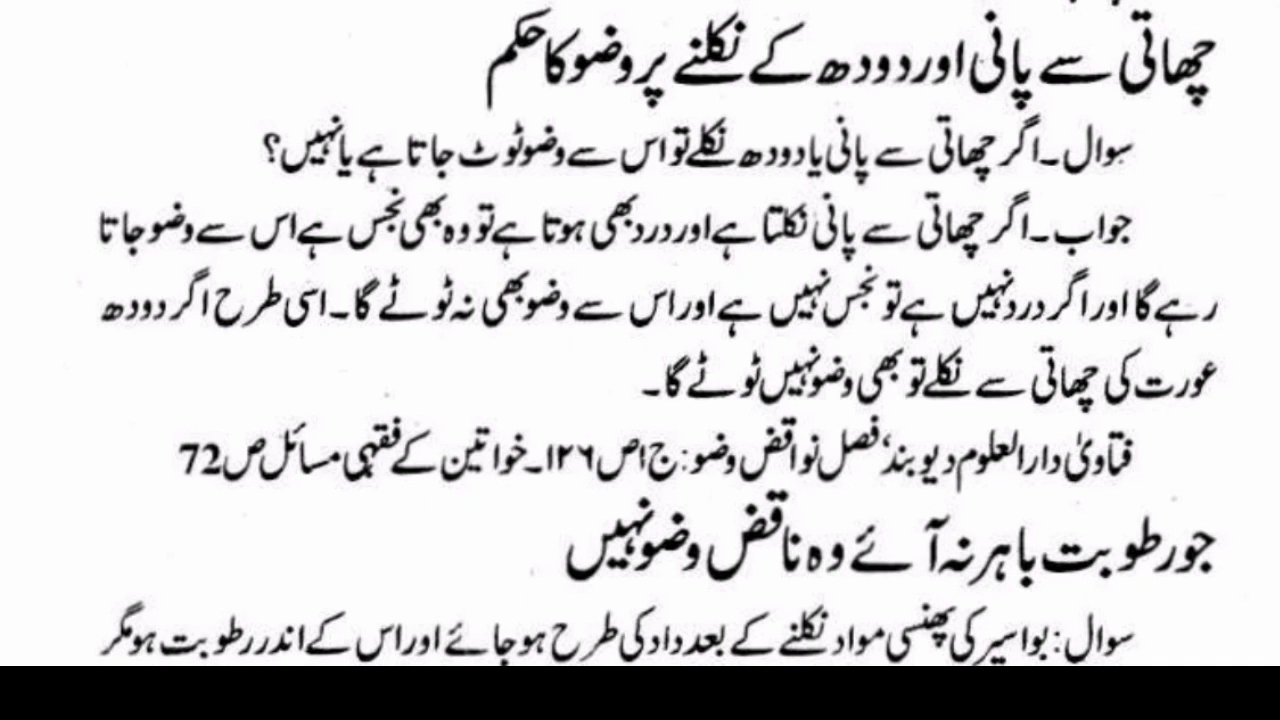 چھاتی سے پانی اور دودھ کے نکلنے پر وضو کا حکم
سوال۔ اگر چھاتی سے پانی یا دودھ نکلے تو اس سے وضو ٹوٹ جاتا ہے یا نہیں؟
جواب۔ اگر چھاتی سے پانی نکلتا ہے اور درد بھی ہوتا ہے تو وہ بھی نجس ہے اس سے وضو جاتا
رہے گا اور اگر درد نہیں ہے تو نجس نہیں ہے اور اس سے وضو بھی نہ ٹوٹے گا۔ اسی طرح اگر دودھ
عورت کی چھاتی سے نکلے تو بھی وضو نہیں ٹوٹے گا۔
فتاویٰ دارالعلوم دیوبند، فصل نواقض وضو: ج۱ص۱۲۶۔ خواتین کے فقہی مسائل ص72
جو رطوبت باہر نہ آئے وہ ناقض وضو نہیں
سوال: بواسیر کی پھنسی مواد نکلنے کے بعد داد کی طرح ہو جائے اور اس کے اندر رطوبت ہو مگر